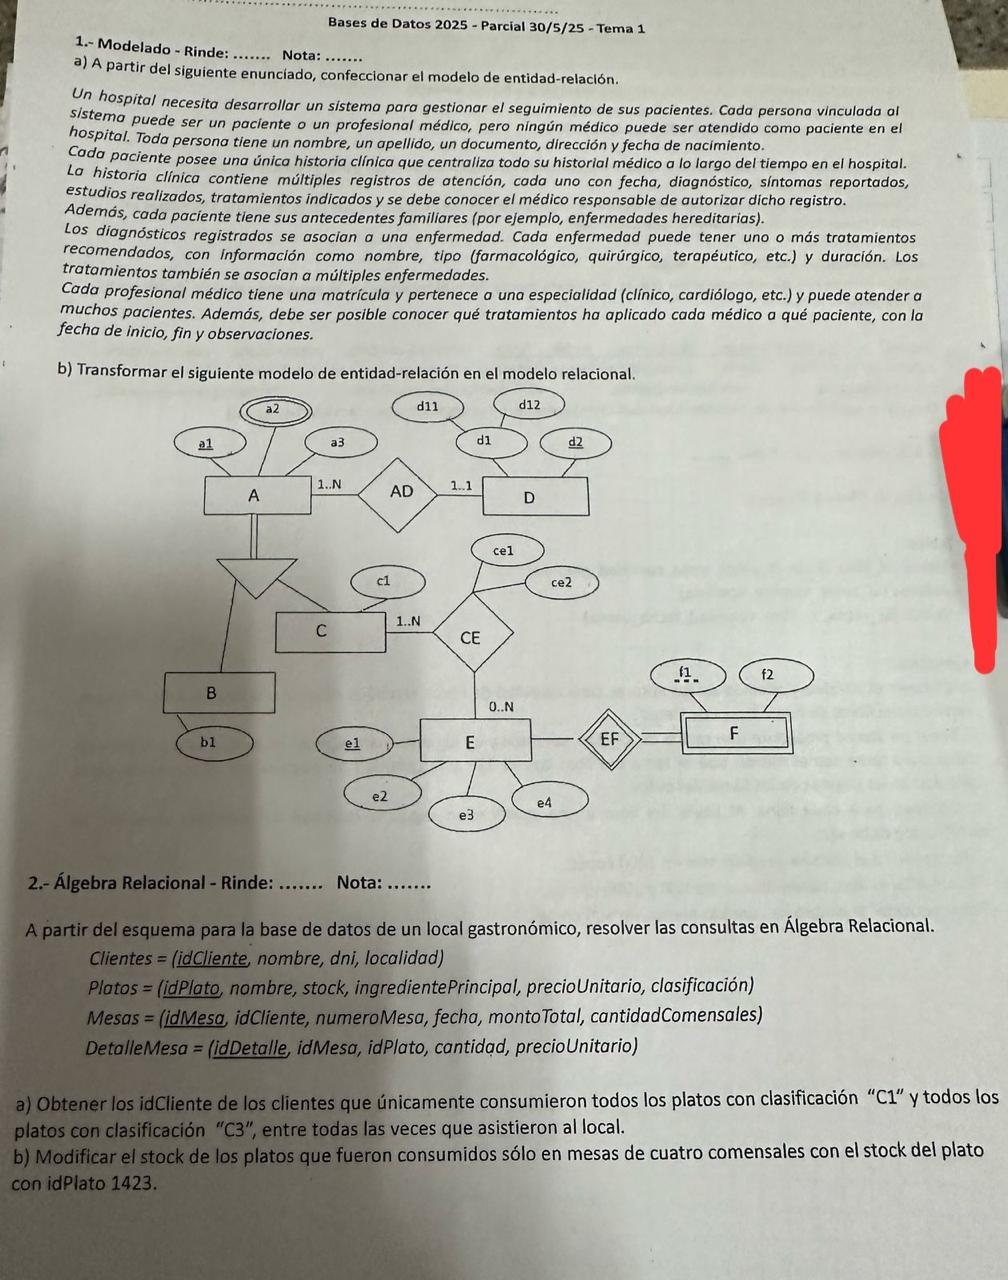 Bases de Datos 2025 - Parcial 30/5/25 - Tema 1
1.- Modelado - Rinde: ....... Nota: .......
a) A partir del siguiente enunciado, confeccionar el modelo de entidad-relación.
Un hospital necesita desarrollar un sistema para gestionar el seguimiento de sus pacientes. Cada persona vinculada al
sistema puede ser un paciente o un profesional médico, pero ningún médico puede ser atendido como paciente en el
hospital. Toda persona tiene un nombre, un apellido, un documento, dirección y fecha de nacimiento.
Cada paciente posee una única historia clínica que centraliza todo su historial médico a lo largo del tiempo en el hospital.
La historia clínica contiene múltiples registros de atención, cada uno con fecha, diagnóstico, síntomas reportados,
estudios realizados, tratamientos indicados y se debe conocer el médico responsable de autorizar dicho registro.
Además, cada paciente tiene sus antecedentes familiares (por ejemplo, enfermedades hereditarias).
Los diagnósticos registrados se asocian a una enfermedad. Cada enfermedad puede tener uno o más tratamientos
recomendados, con información como nombre, tipo (farmacológico, quirúrgico, terapéutico, etc.) y duración. Los
tratamientos también se asocian a múltiples enfermedades.
Cada profesional médico tiene una matrícula y pertenece a una especialidad (clínico, cardiólogo, etc.) y puede atender a
muchos pacientes. Además, debe ser posible conocer qué tratamientos ha aplicado cada médico a qué paciente, con la
fecha de inicio, fin y observaciones.
b) Transformar el siguiente modelo de entidad-relación en el modelo relacional.
a2
d11
d12
a1
a3
d1
d2
A
1..N
AD
1..1
D
ce1
c1
ce2
C
1..N
CE
B
0..N
f1
f2
b1
e1
E
EF
F
e2
e3
e4
2.- Álgebra Relacional - Rinde: ....... Nota: .......
A partir del esquema para la base de datos de un local gastronómico, resolver las consultas en Álgebra Relacional.
Clientes = (idCliente, nombre, dni, localidad)
Platos = (idPlato, nombre, stock, ingredientePrincipal, precioUnitario, clasificación)
Mesas = (idMesa, idCliente, numeroMesa, fecha, montoTotal, cantidadComensales)
DetalleMesa = (idDetalle, idMesa, idPlato, cantidad, precioUnitario)
a) Obtener los idCliente de los clientes que únicamente consumieron todos los platos con clasificación “C1” y todos los
platos con clasificación “C3”, entre todas las veces que asistieron al local.
b) Modificar el stock de los platos que fueron consumidos sólo en mesas de cuatro comensales con el stock del plato
con idPlato 1423.